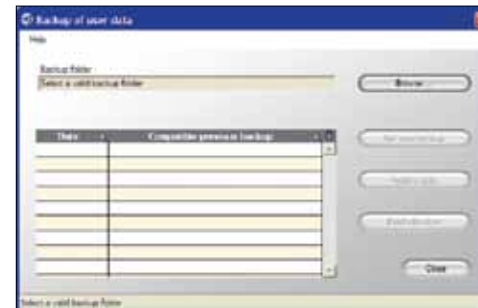 Backup of user data
Help
Backup folder
Select a valid backup folder
Browse
Date
Compatible previous backup
Close
Select a valid backup folder